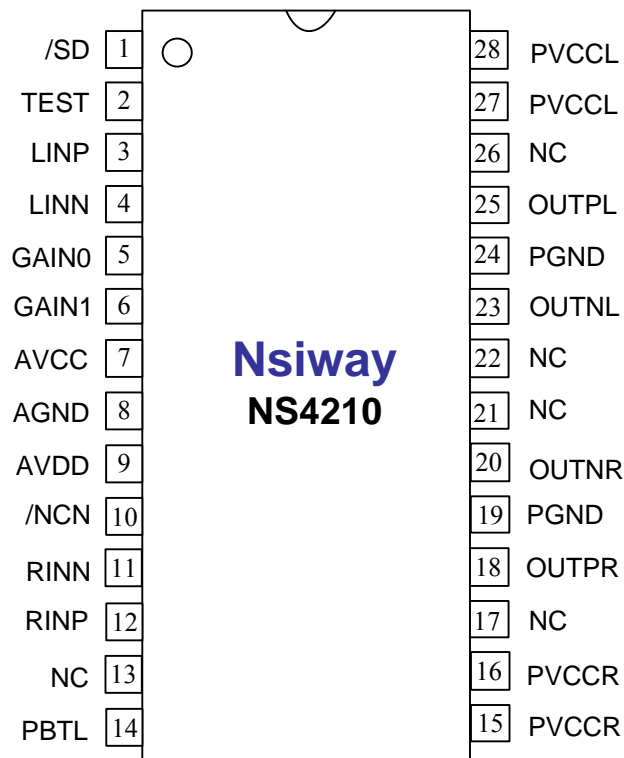 /SD 1 28 PVCCL
TEST 2 27 PVCCL
LINP 3 26 NC
LINN 4 25 OUTPL
GAIN0 5 24 PGND
GAIN1 6 23 OUTNL
AVCC 7 Nsiway 22 NC
AGND 8 NS4210 21 NC
AVDD 9 20 OUTNR
/NCN 10 19 PGND
RINN 11 18 OUTPR
RINP 12 17 NC
NC 13 16 PVCCR
PBTL 14 15 PVCCR